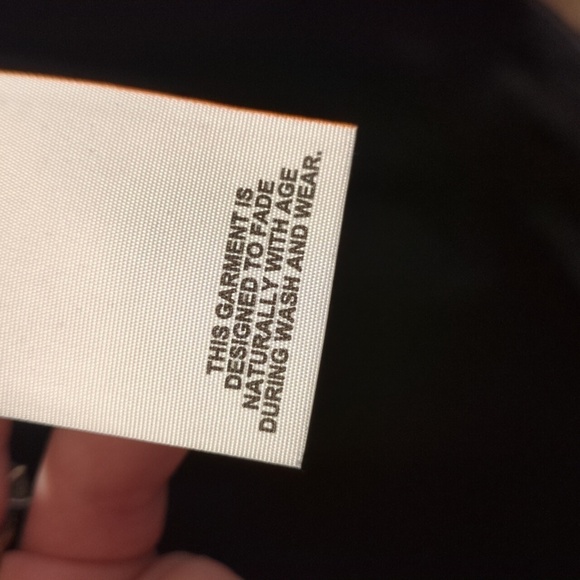 THIS GARMENT IS
DESIGNED TO FADE
NATURALLY WITH AGE
DURING WASH AND WEAR.